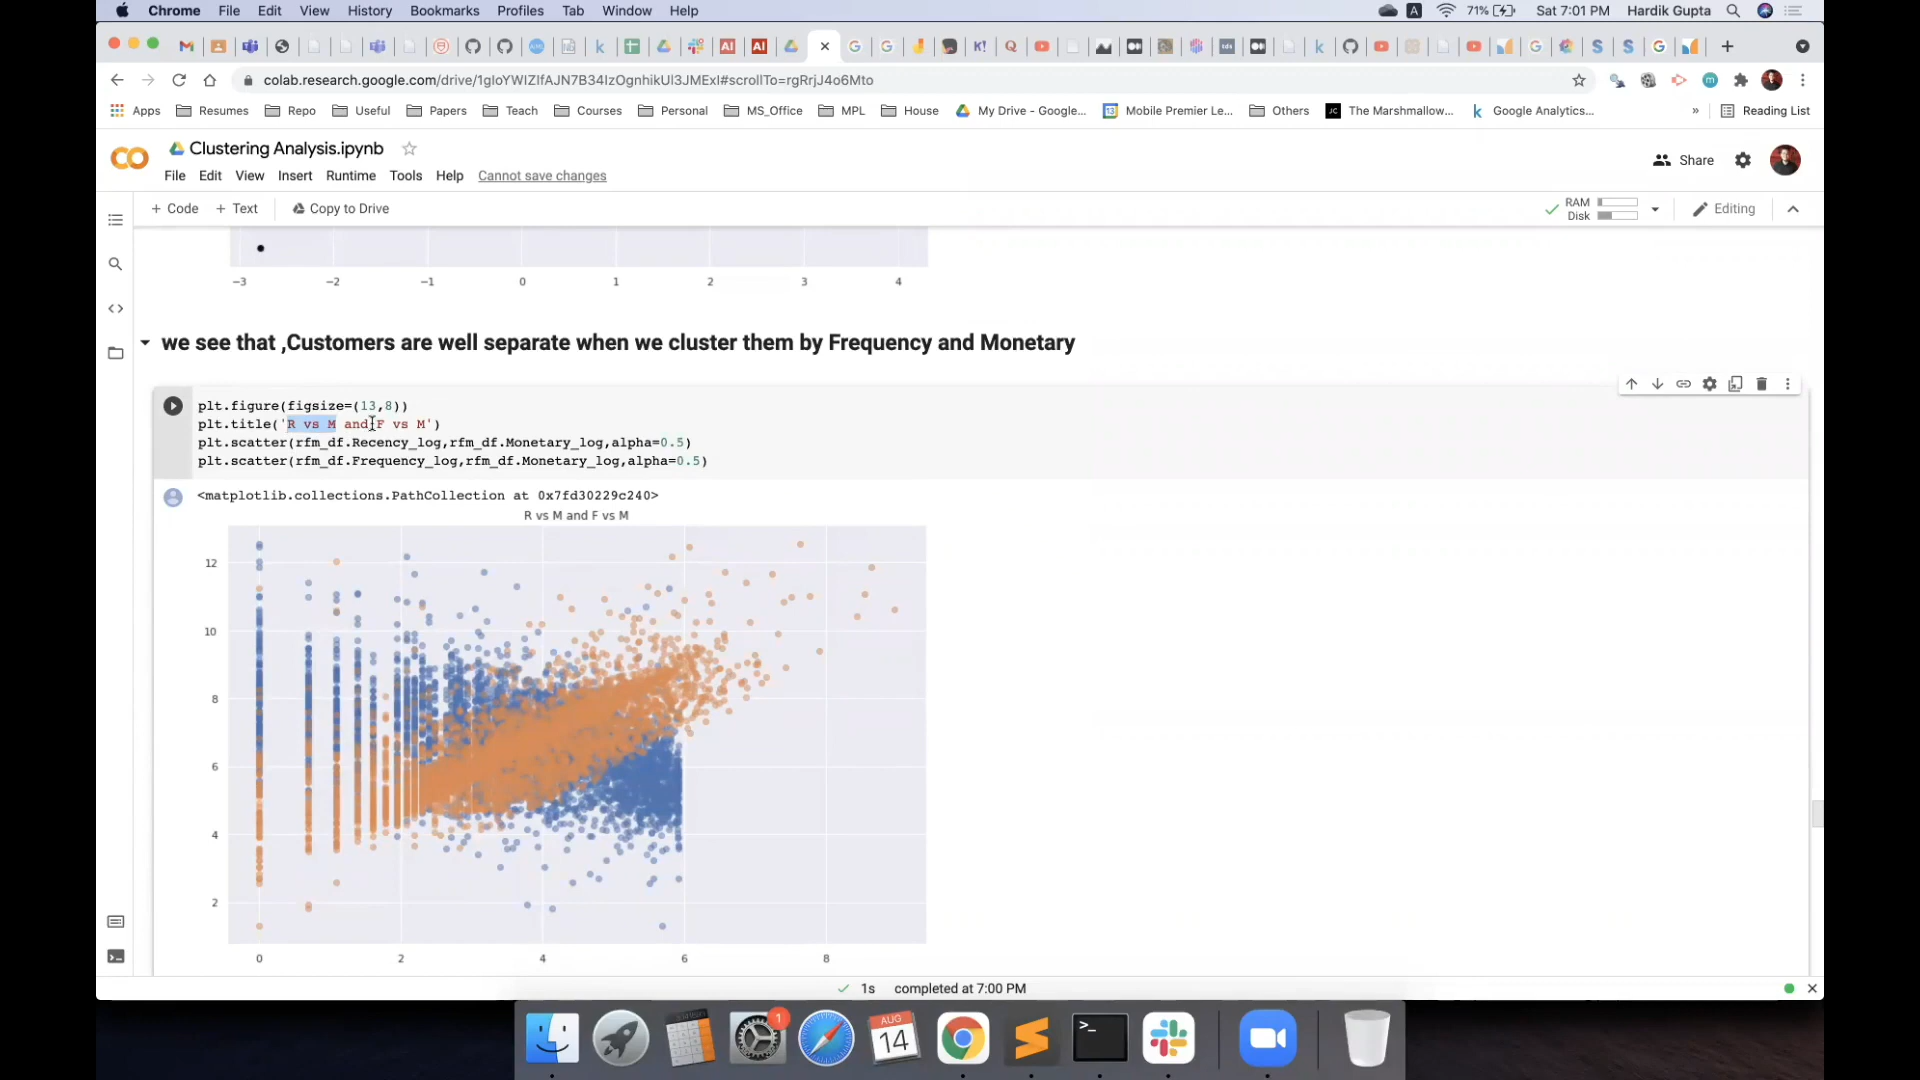 Chrome File Edit View History Bookmarks Profiles Tab Window Help
71% Sat 7:01 PM Hardik Gupta
colab.research.google.com/drive/1gIoYWIZIfAJN7B34IzOgnhikUl3JMExI#scrollTo=rgRrjJ4o6Mto
Apps Resumes Repo Useful Papers Teach Courses Personal MS_Office MPL House My Drive - Google... Mobile Premier Le... Others The Marshmallow... Google Analytics... » Reading List
Clustering Analysis.ipynb
File Edit View Insert Runtime Tools Help Cannot save changes
Share
+ Code + Text Copy to Drive
RAM
Disk
Editing
−3 −2 −1 0 1 2 3 4
we see that ,Customers are well separate when we cluster them by Frequency and Monetary
plt.figure(figsize=(13,8))
plt.title('R vs M and F vs M')
plt.scatter(rfm_df.Recency_log,rfm_df.Monetary_log,alpha=0.5)
plt.scatter(rfm_df.Frequency_log,rfm_df.Monetary_log,alpha=0.5)
<matplotlib.collections.PathCollection at 0x7fd30229c240>
R vs M and F vs M
12
10
8
6
4
2
0 2 4 6 8
1s completed at 7:00 PM
1
AUG
14